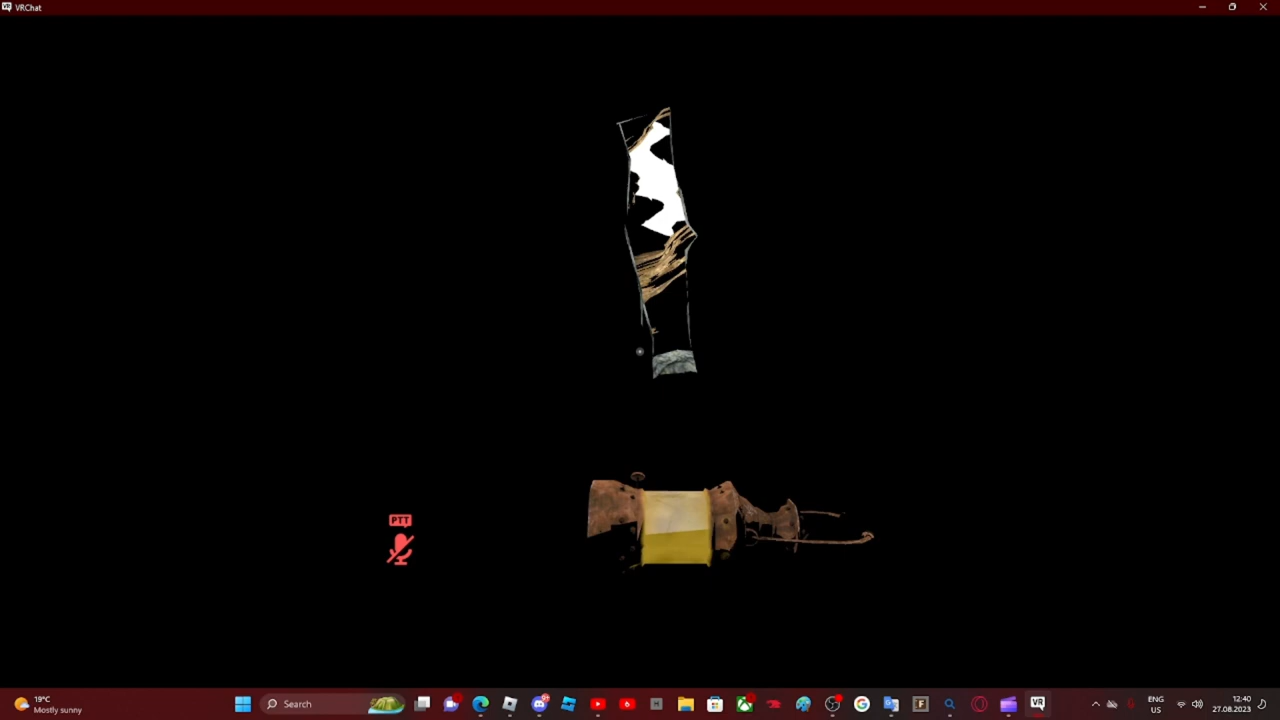 VRChat
PTT
19°C
Mostly sunny
Search
ENG
US
12:40
27.08.2023